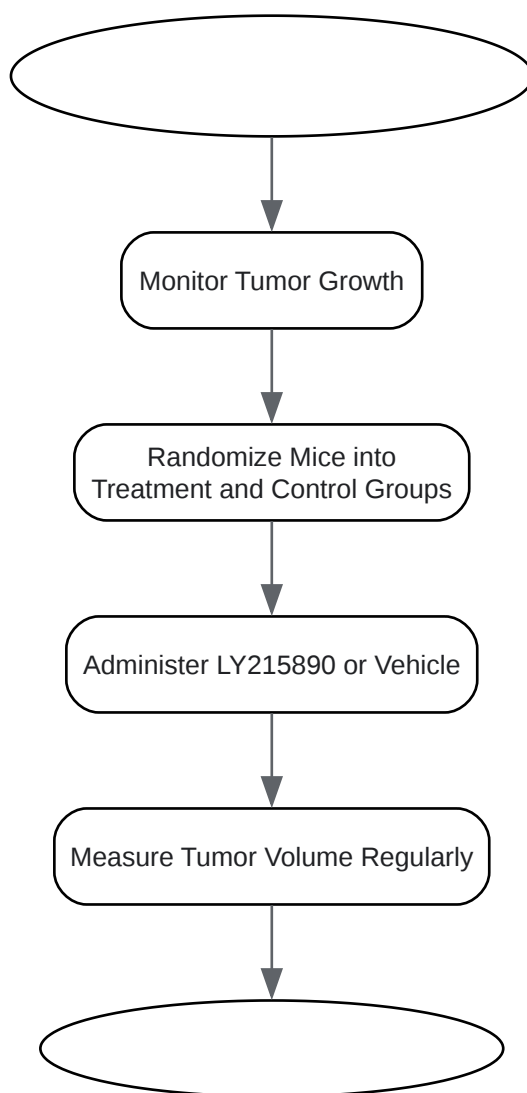 Monitor Tumor Growth
Randomize Mice into
Treatment and Control Groups
Administer LY215890 or Vehicle
Measure Tumor Volume Regularly